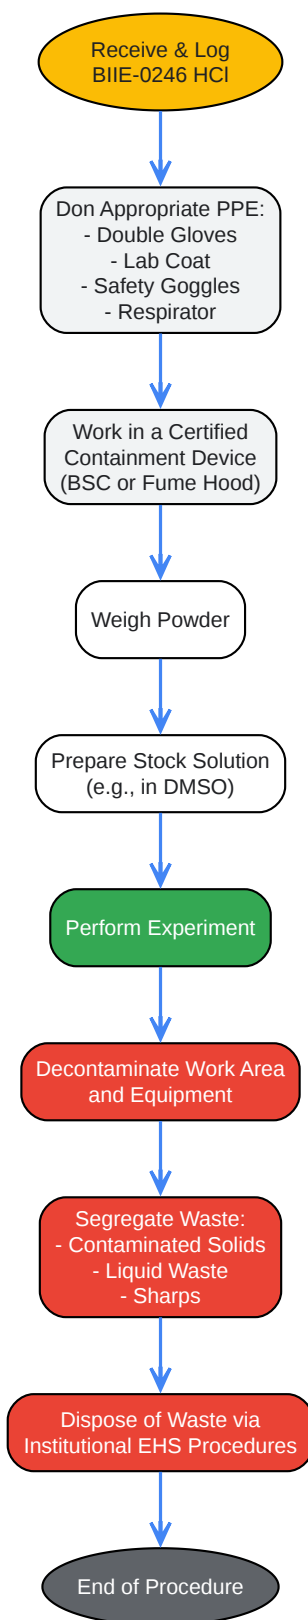 Receive & Log
BIIE-0246 HCl
Don Appropriate PPE:
- Double Gloves
- Lab Coat
- Safety Goggles
- Respirator
Work in a Certified
Containment Device
(BSC or Fume Hood)
Weigh Powder
Prepare Stock Solution
(e.g., in DMSO)
Perform Experiment
Decontaminate Work Area
and Equipment
Segregate Waste:
- Contaminated Solids
- Liquid Waste
- Sharps
Dispose of Waste via
Institutional EHS Procedures
End of Procedure